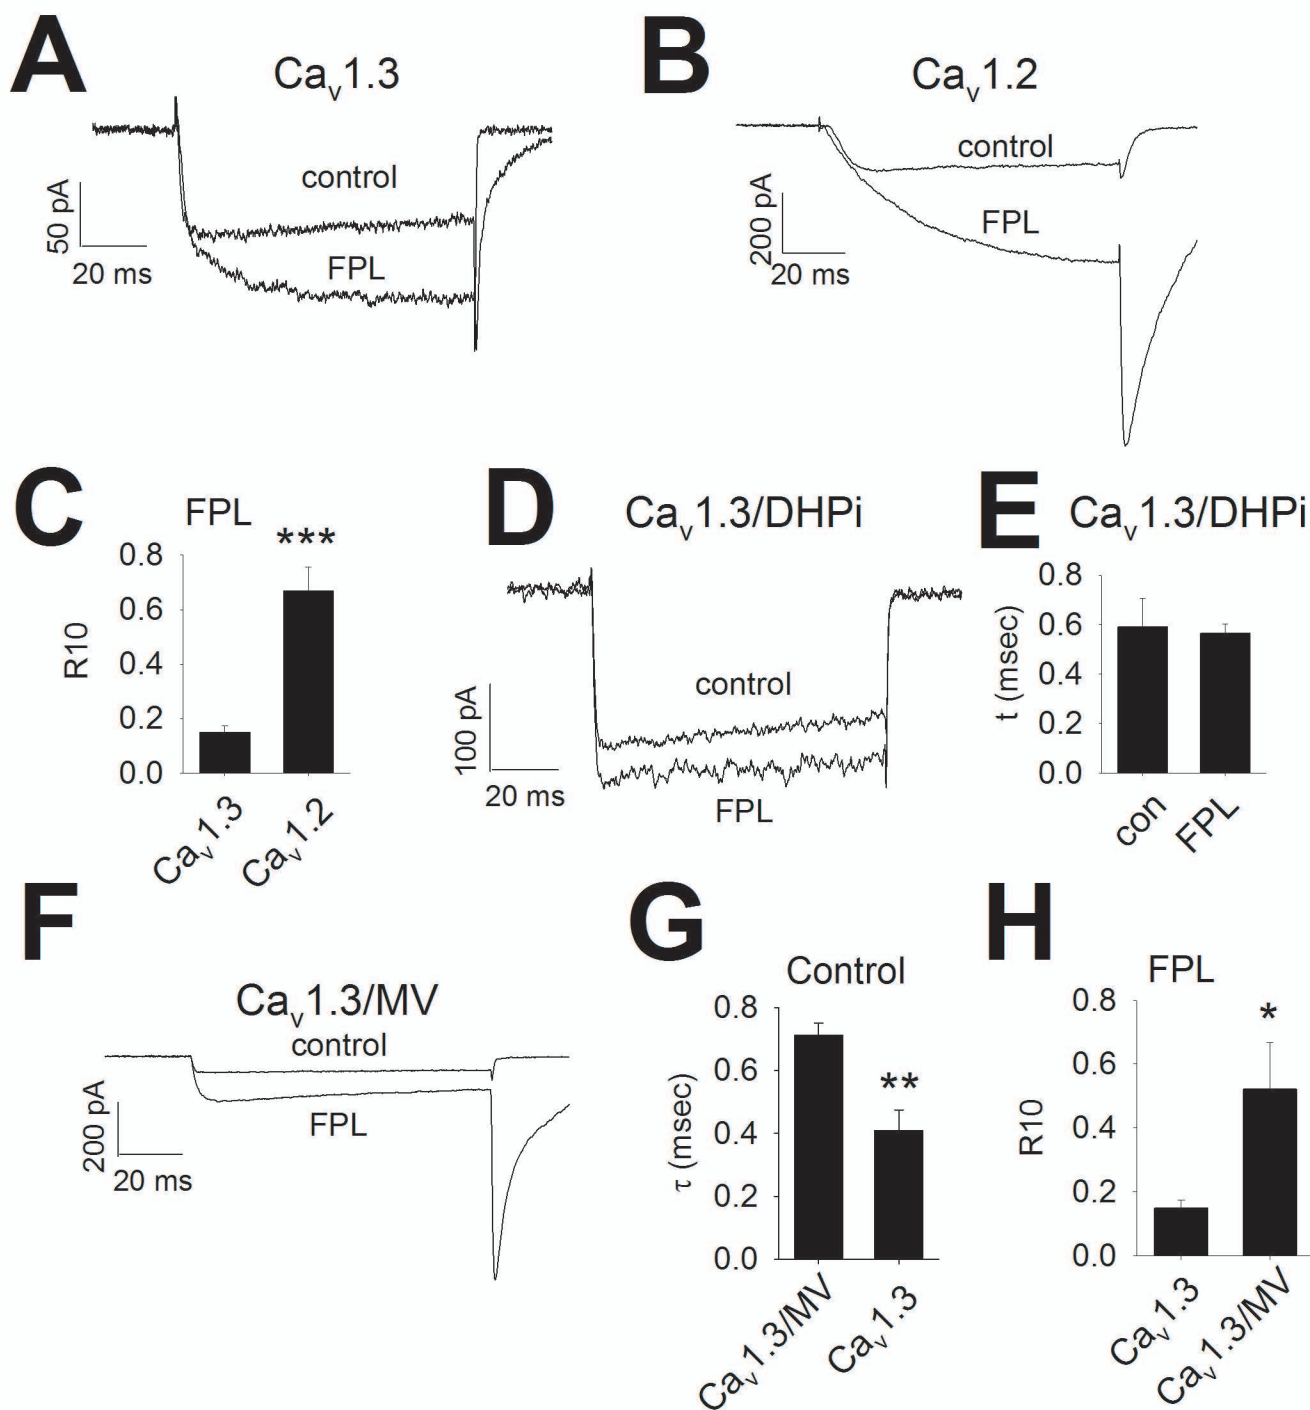 A
Cav1.3
control
FPL
50 pA
20 ms
B
Cav1.2
control
FPL
200 pA
20 ms
C
FPL
***
R10
0.8
0.6
0.4
0.2
0.0
Cav1.3
Cav1.2
D
Cav1.3/DHPi
control
FPL
100 pA
20 ms
E
Cav1.3/DHPi
t (msec)
0.8
0.6
0.4
0.2
0.0
con
FPL
F
Cav1.3/MV
control
FPL
200 pA
20 ms
G
Control
**
τ (msec)
0.8
0.6
0.4
0.2
0.0
Cav1.3/MV
Cav1.3
H
FPL
*
R10
0.8
0.6
0.4
0.2
0.0
Cav1.3
Cav1.3/MV